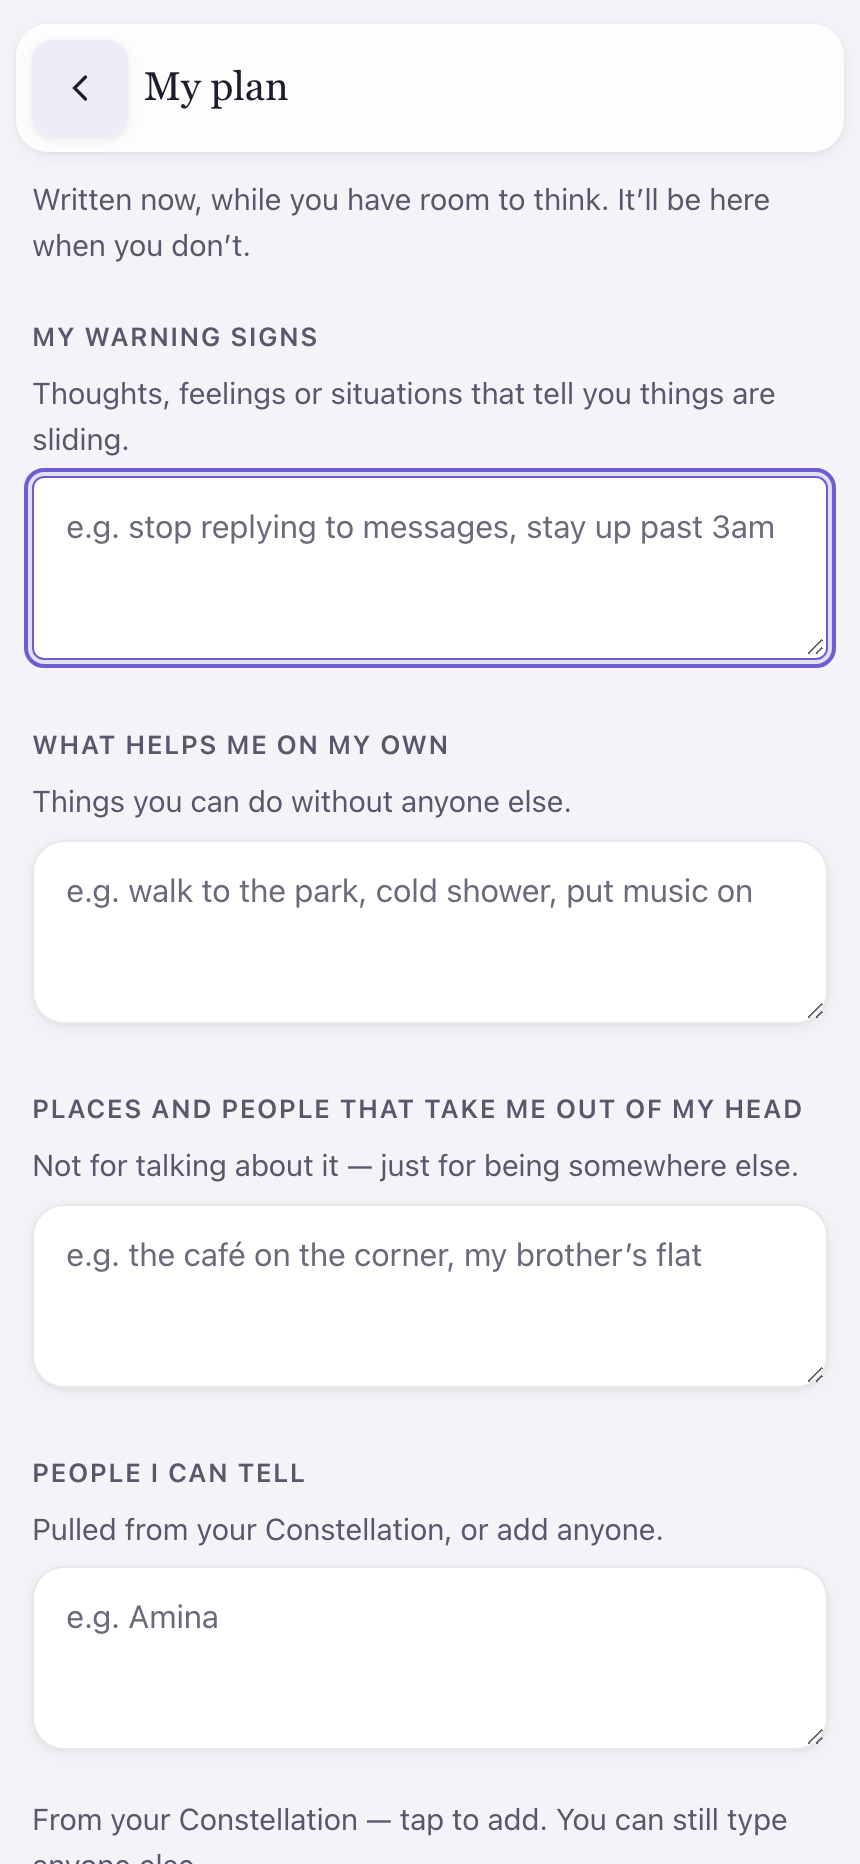 My plan
Written now, while you have room to think. It’ll be here
when you don’t.
MY WARNING SIGNS
Thoughts, feelings or situations that tell you things are
sliding.
e.g. stop replying to messages, stay up past 3am
WHAT HELPS ME ON MY OWN
Things you can do without anyone else.
e.g. walk to the park, cold shower, put music on
PLACES AND PEOPLE THAT TAKE ME OUT OF MY HEAD
Not for talking about it — just for being somewhere else.
e.g. the café on the corner, my brother’s flat
PEOPLE I CAN TELL
Pulled from your Constellation, or add anyone.
e.g. Amina
From your Constellation — tap to add. You can still type
anyone else.